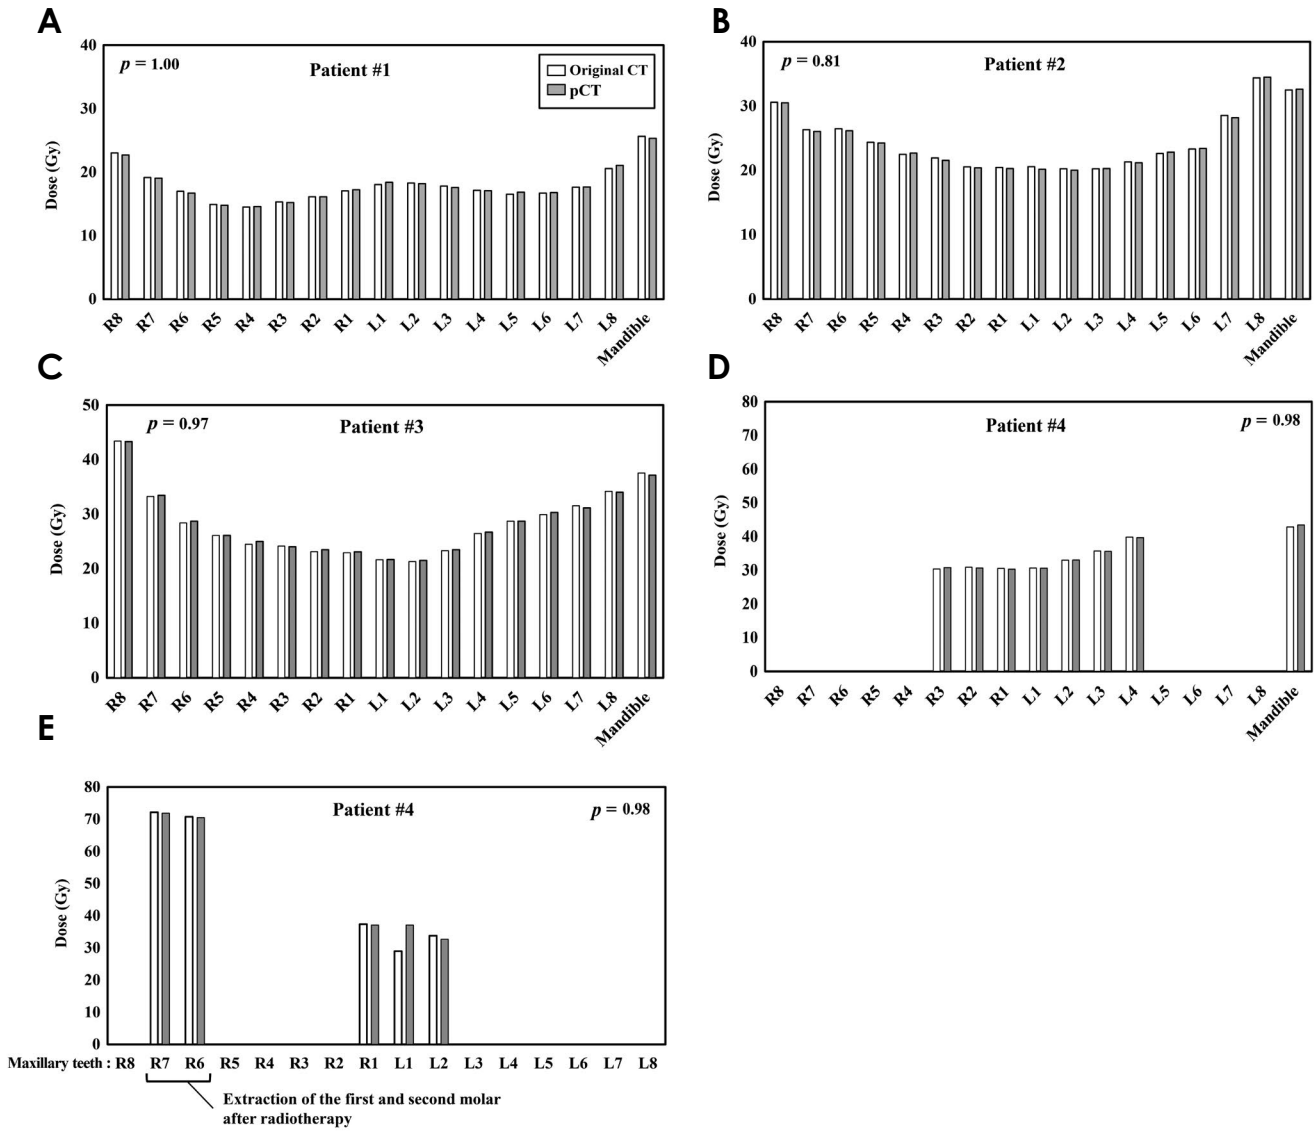 A
40
30
20
10
0
Dose (Gy)
p = 1.00
Patient #1
Original CT
pCT
R8 R7 R6 R5 R4 R3 R2 R1 L1 L2 L3 L4 L5 L6 L7 L8 Mandible
B
40
30
20
10
0
Dose (Gy)
p = 0.81
Patient #2
R8 R7 R6 R5 R4 R3 R2 R1 L1 L2 L3 L4 L5 L6 L7 L8 Mandible
C
50
40
30
20
10
0
Dose (Gy)
p = 0.97
Patient #3
R8 R7 R6 R5 R4 R3 R2 R1 L1 L2 L3 L4 L5 L6 L7 L8 Mandible
D
80
70
60
50
40
30
20
10
0
Dose (Gy)
Patient #4
p = 0.98
R8 R7 R6 R5 R4 R3 R2 R1 L1 L2 L3 L4 L5 L6 L7 L8 Mandible
E
80
70
60
50
40
30
20
10
0
Dose (Gy)
Patient #4
p = 0.98
Maxillary teeth : R8 R7 R6 R5 R4 R3 R2 R1 L1 L2 L3 L4 L5 L6 L7 L8
Extraction of the first and second molar
after radiotherapy